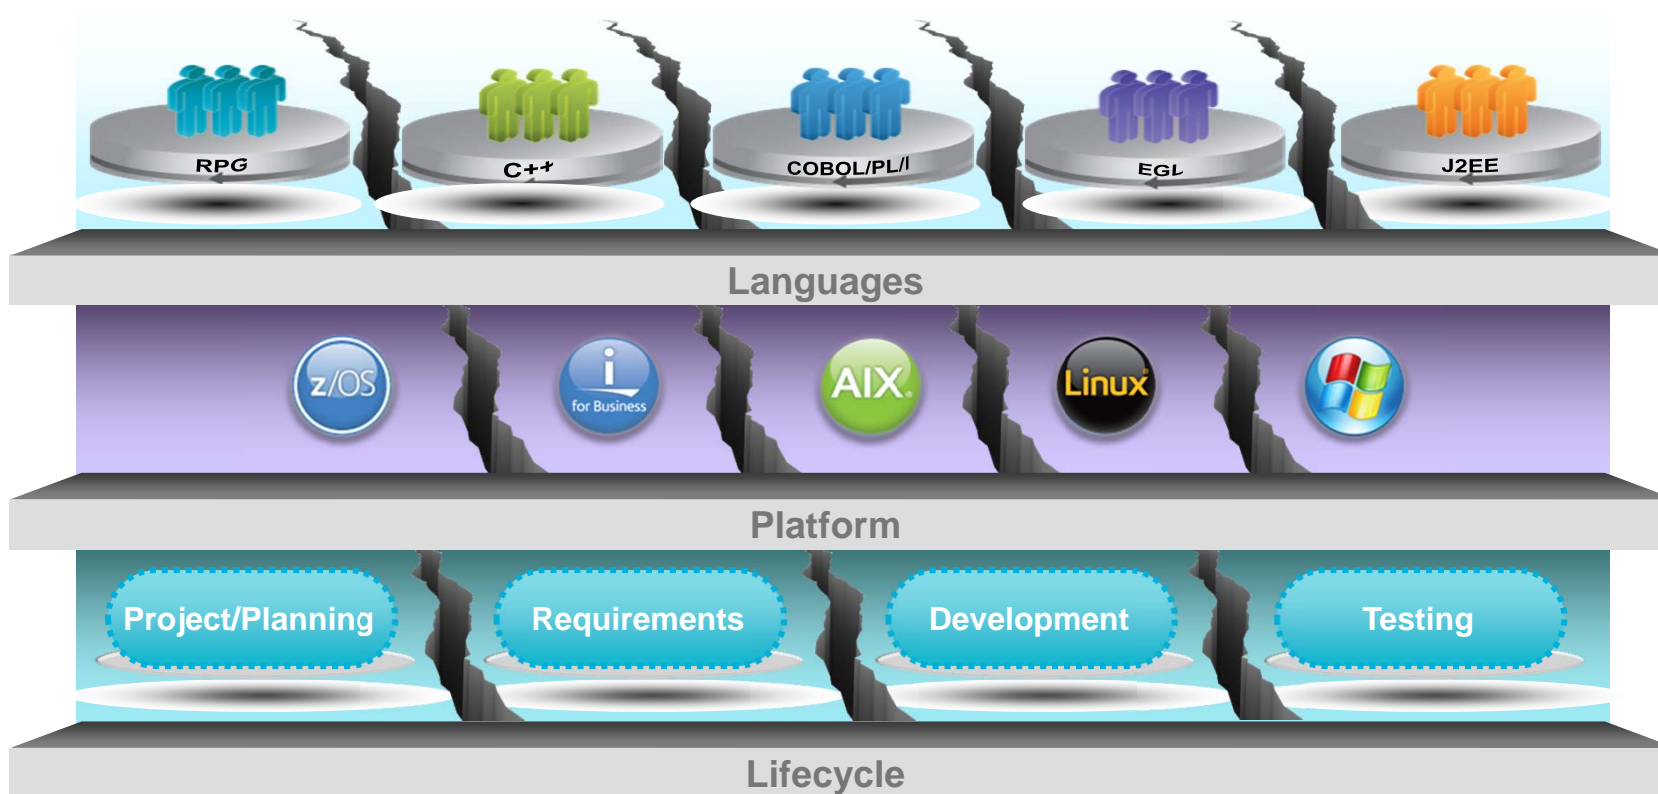 RPG
C++
COBOL/PL/I
EGL
J2EE
Languages
z/OS
i
for Business
AIX.
Linux
Platform
Project/Planning
Requirements
Development
Testing
Lifecycle